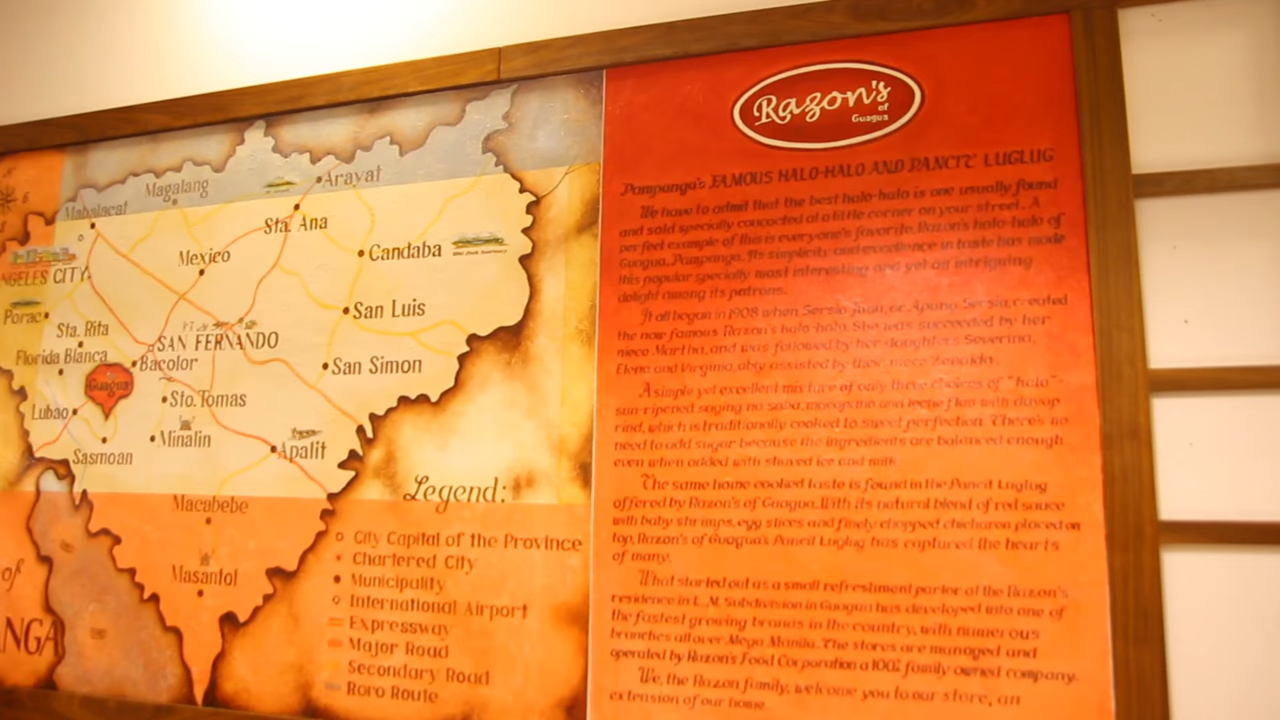 Magalang
Arayat
Mabalacat
Sta. Ana
Mexico
Candaba
NGELES CITY
San Luis
Porac
Sta. Rita
SAN FERNANDO
Florida Blanca
Bacolor
San Simon
Guagua
Lubao
Sto. Tomas
Minalin
Apalit
Sasmoan
Macabebe
Masantol
of
NGA
Legend:
City Capital of the Province
Chartered City
Municipality
International Airport
Expressway
Major Road
Secondary Road
Roro Route
Razon's
of
Guagua
Pampanga's FAMOUS HALO-HALO AND PANCIT LUGLUG
We have to admit that the best halo-halo is one usually found
and sold specially concocted at a little corner on your street. A
perfect example of this is everyone's favorite, Razon's halo-halo of
Guagua, Pampanga. Its simplicity and excellence in taste has made
this popular specialty most interesting and yet an intriguing
delight among its patrons.
It all began in 1908 when Sersia Juan, or Apung Sersia, created
the now famous Razon's halo-halo. She was succeeded by her
niece Martha, and was followed by her daughters Severina,
Elena and Virginia, ably assisted by their niece Zenaida.
A simple yet excellent mixture of only three choices of "halo"-
sun-ripened saging na saba, macapuno and leche flan with dayap
rind, which is traditionally cooked to sweet perfection. There's no
need to add sugar because the ingredients are balanced enough
even when added with shaved ice and milk.
The same home cooked taste is found in the Pancit Luglug
offered by Razon's of Guagua. With its natural blend of red sauce
with baby shrimps, egg slices and finely chopped chicharon placed on
top, Razon's of Guagua's Pancit Luglug has captured the hearts
of many.
What started out as a small refreshment parlor at the Razon's
residence in L.M. Subdivision in Guagua has developed into one of
the fastest growing brands in the country, with numerous
branches all over Mega Manila. The stores are managed and
operated by Razon's Food Corporation a 100% family owned company.
We, the Razon family, welcome you to our store, an
extension of our home.